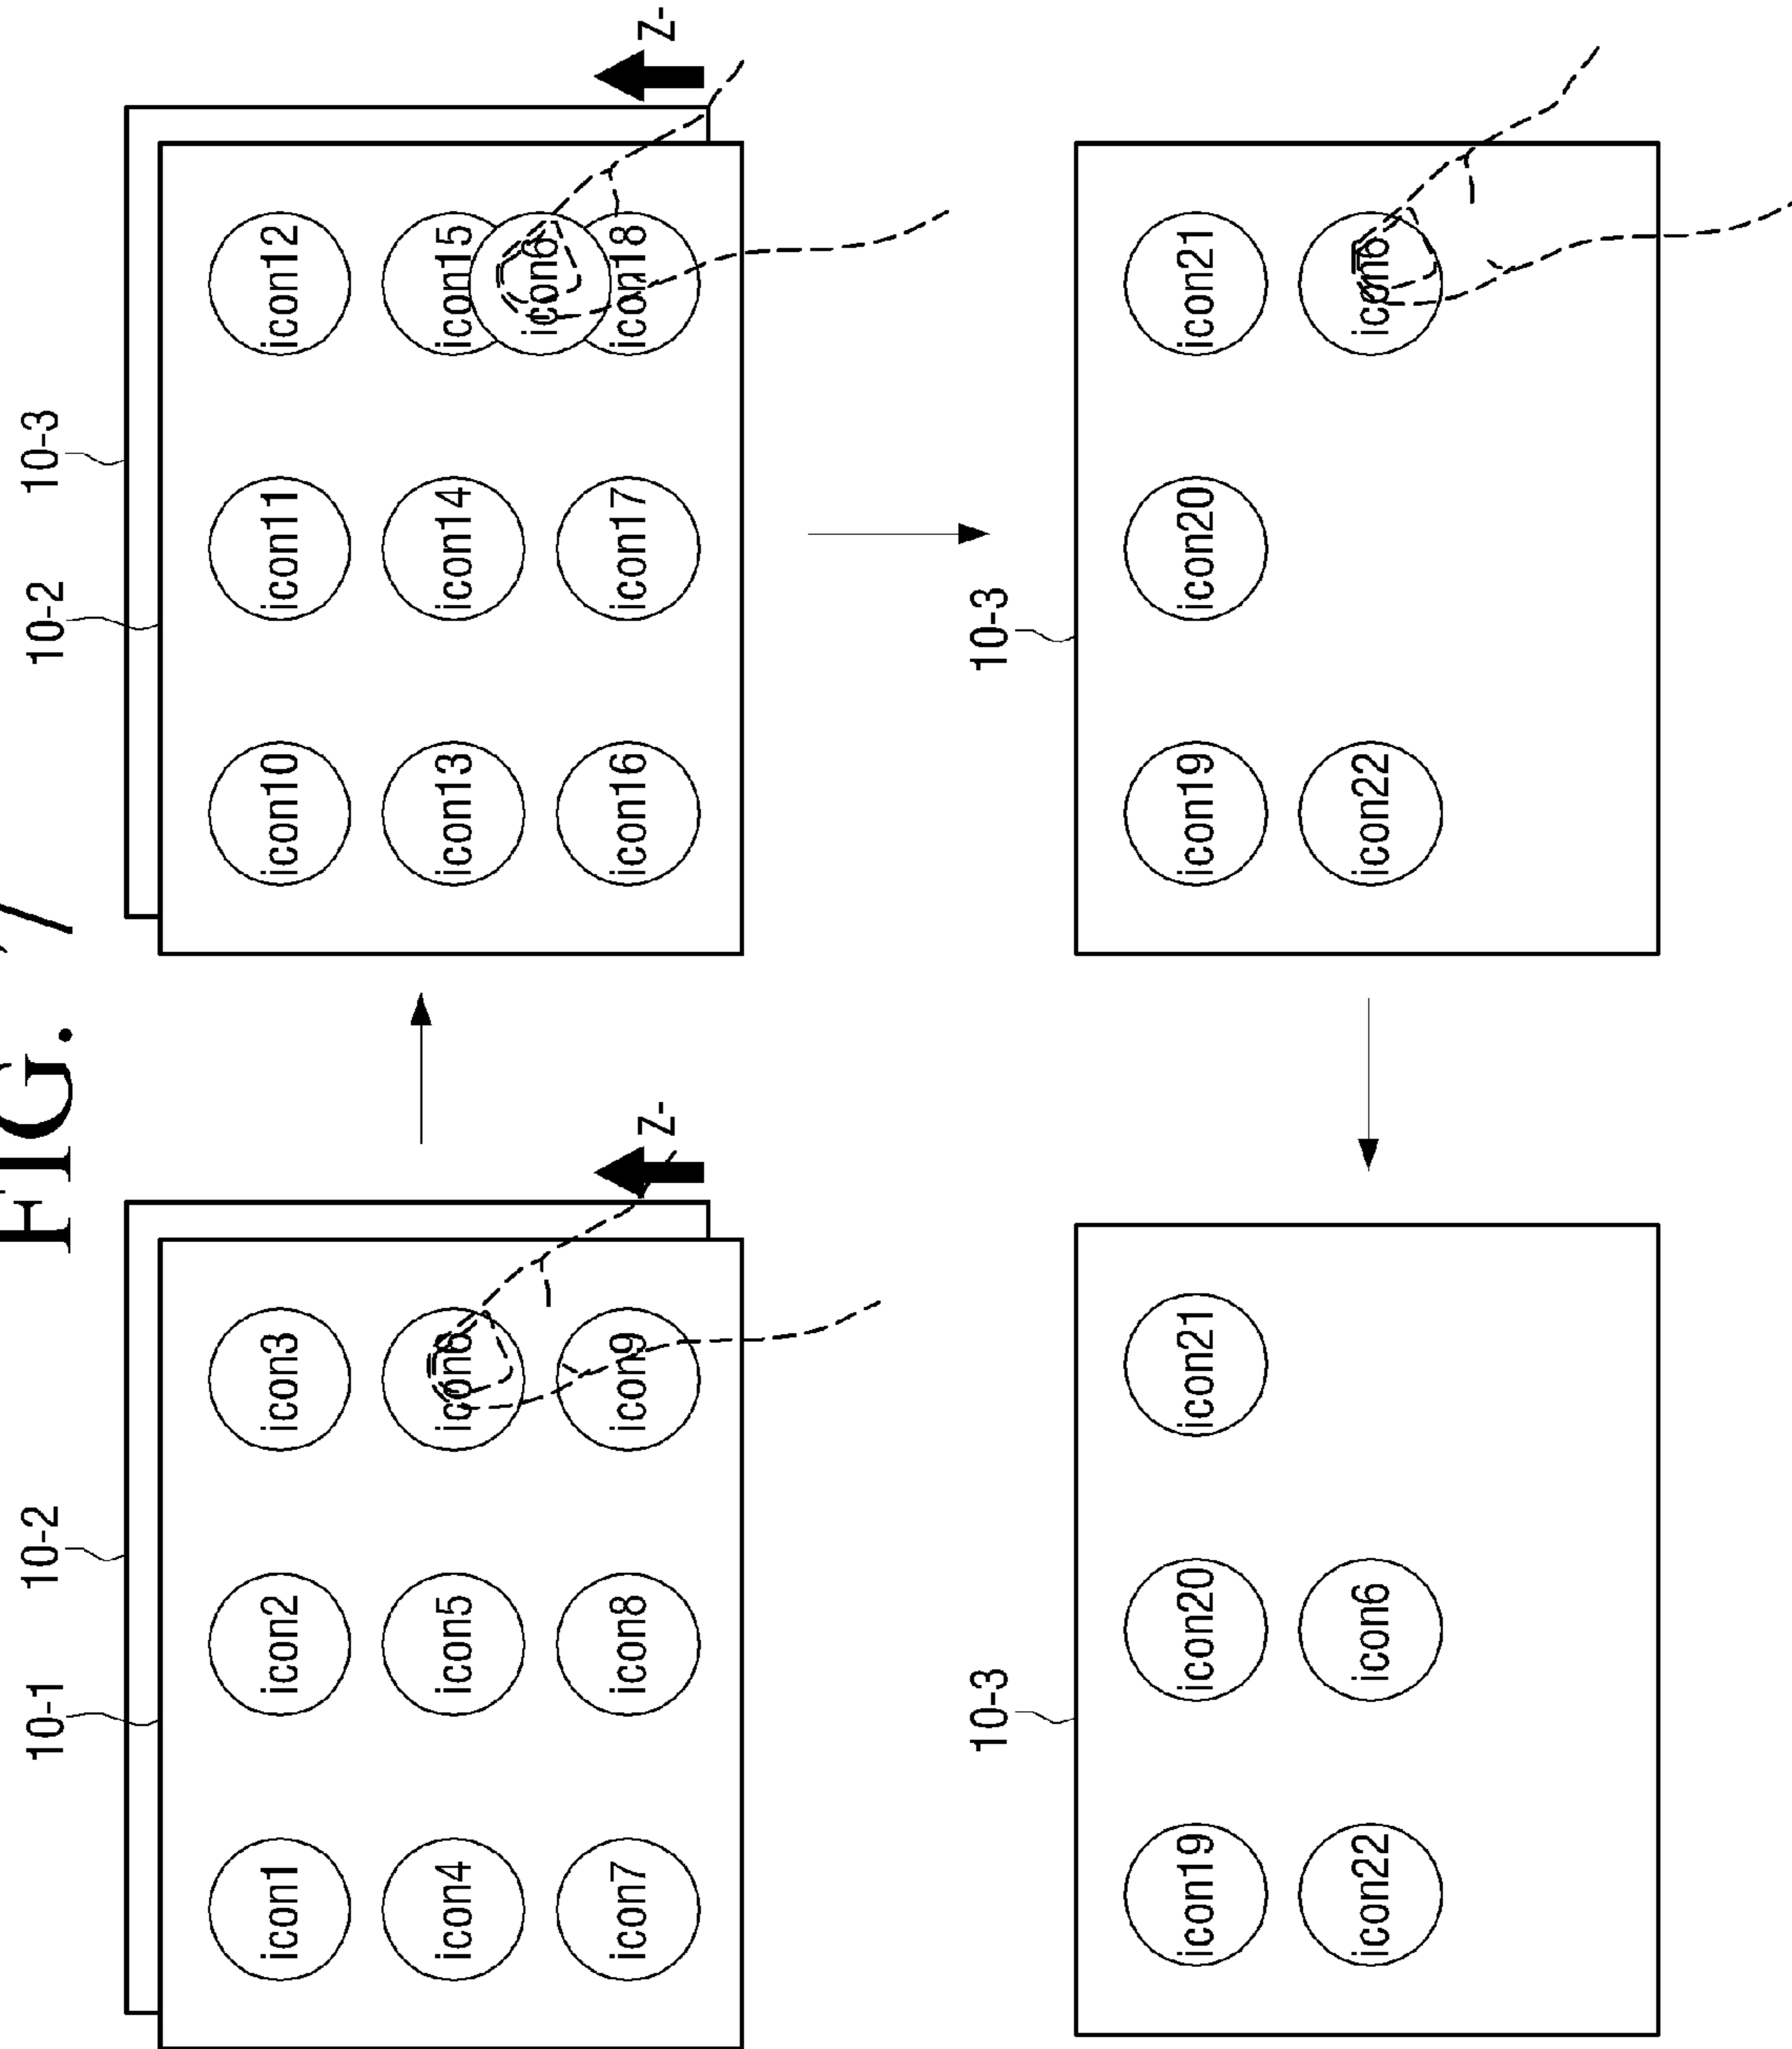 FIG. 7
10-1
10-2
icon1 icon2 icon3
icon4 icon5 icon6
icon7 icon8 icon9
Z-
10-2
10-3
icon10 icon11 icon12
icon13 icon14 icon15
icon6
icon16 icon17 icon18
Z-
10-3
icon19 icon20 icon21
icon22 icon6
10-3
icon19 icon20 icon21
icon22 icon6